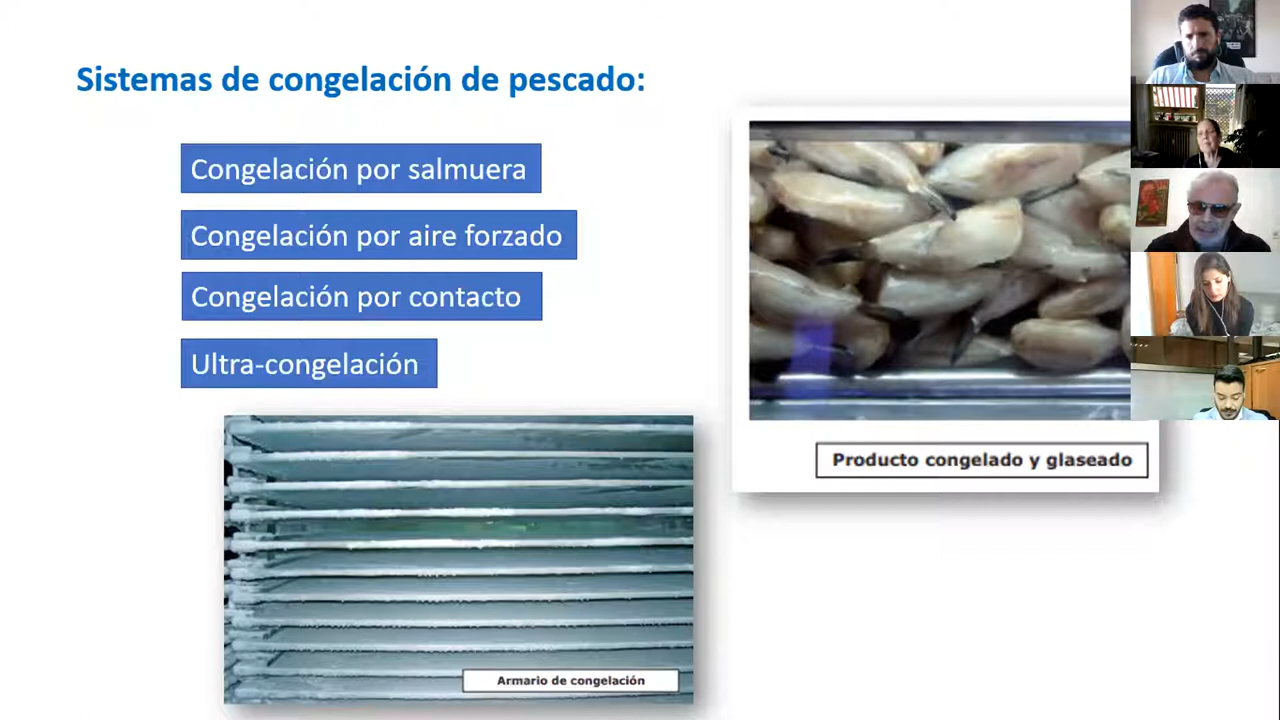 Sistemas de congelación de pescado:
Congelación por salmuera
Congelación por aire forzado
Congelación por contacto
Ultra-congelación
Producto congelado y glaseado
Armario de congelación